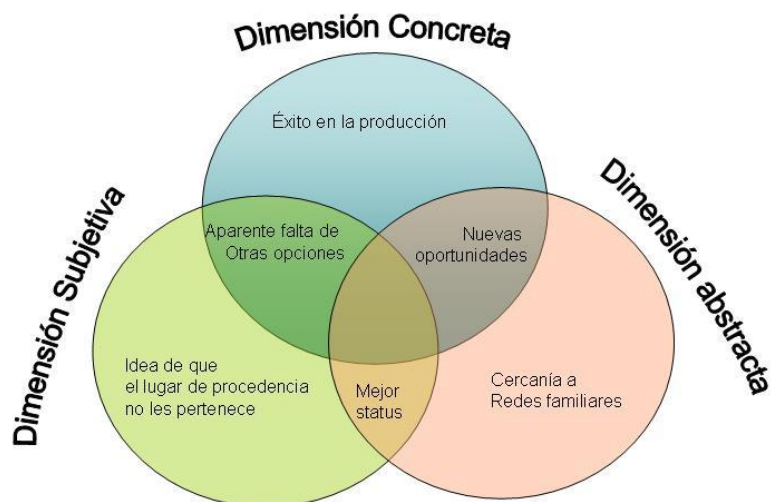 Dimensión Concreta
Éxito en la producción
Dimensión Subjetiva
Dimensión abstracta
Aparente falta de
Otras opciones
Nuevas
oportunidades
Idea de que
el lugar de procedencia
no les pertenece
Mejor
status
Cercanía a
Redes familiares